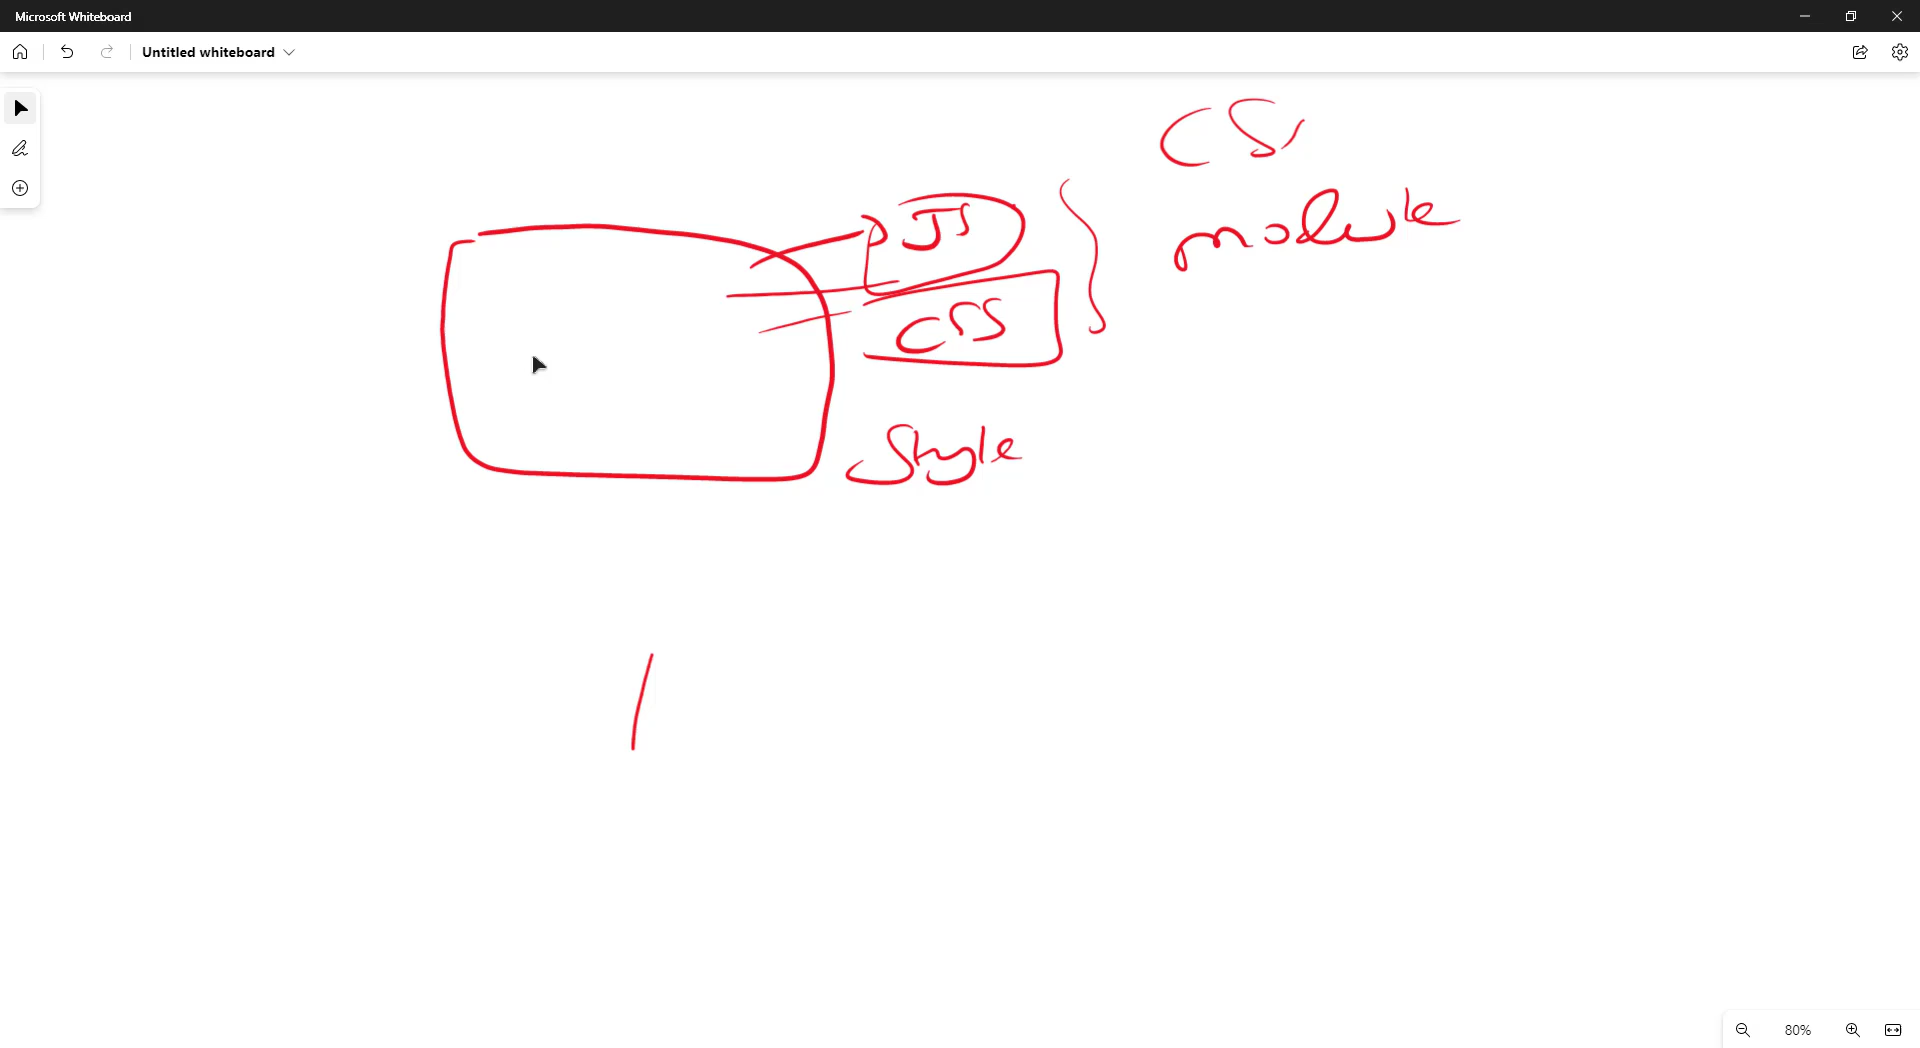 Microsoft Whiteboard
Untitled whiteboard
CSS
module
JS
CSS
Style
80%